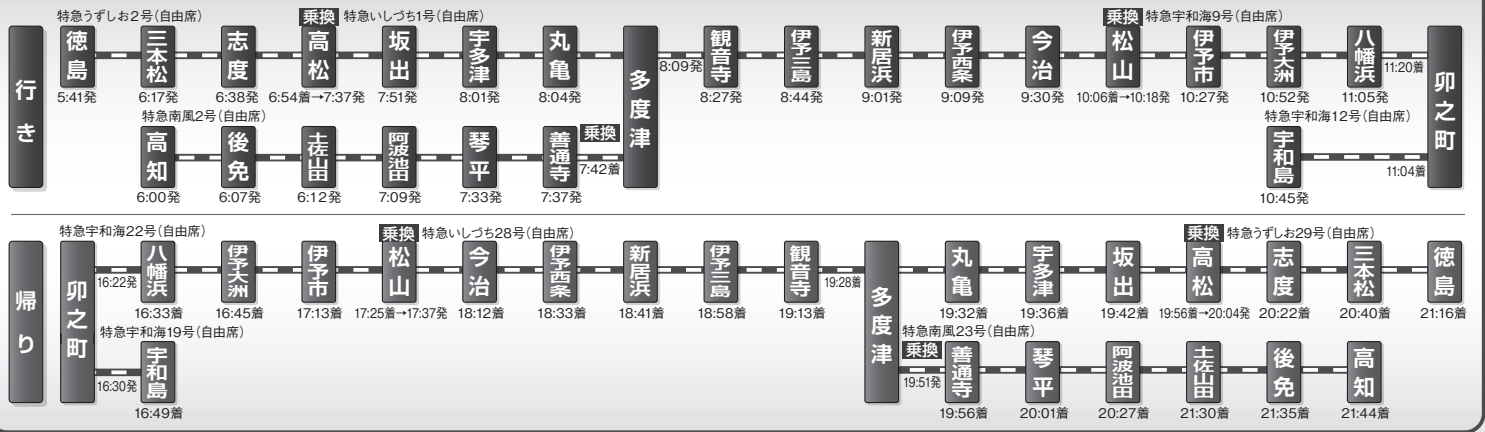 行き
特急うずしお2号（自由席）
乗換 特急いしづち1号（自由席）
乗換 特急宇和海9号（自由席）
徳島 三本松 志度 高松 坂出 宇多津 丸亀 多度津 観音寺 伊予三島 新居浜 伊予西条 今治 松山 伊予市 伊予大洲 八幡浜 卯之町
8:09発 11:20着
5:41発 6:17発 6:38発 6:54着→7:37発 7:51発 8:01発 8:04発 8:27発 8:44発 9:01発 9:09発 9:30発 10:06着→10:18発 10:27発 10:52発 11:05発
特急南風2号（自由席）
乗換
特急宇和海12号（自由席）
高知 後免 土佐山田 阿波池田 琴平 善通寺 宇和島
7:42着 11:04着
6:00発 6:07発 6:12発 7:09発 7:33発 7:37発 10:45発
帰り
特急宇和海22号（自由席）
乗換 特急いしづち28号（自由席）
乗換 特急うずしお29号（自由席）
卯之町 八幡浜 伊予大洲 伊予市 松山 今治 伊予西条 新居浜 伊予三島 観音寺 多度津 丸亀 宇多津 坂出 高松 志度 三本松 徳島
16:22発 19:28着
16:33着 16:45着 17:13着 17:25着→17:37発 18:12着 18:33着 18:41着 18:58着 19:13着 19:32着 19:36着 19:42着 19:56着→20:04発 20:22着 20:40着 21:16着
特急宇和海19号（自由席）
特急南風23号（自由席）
乗換
宇和島 善通寺 琴平 阿波池田 土佐山田 後免 高知
16:30発 19:51発
16:49着 19:56着 20:01着 20:27着 21:30着 21:35着 21:44着